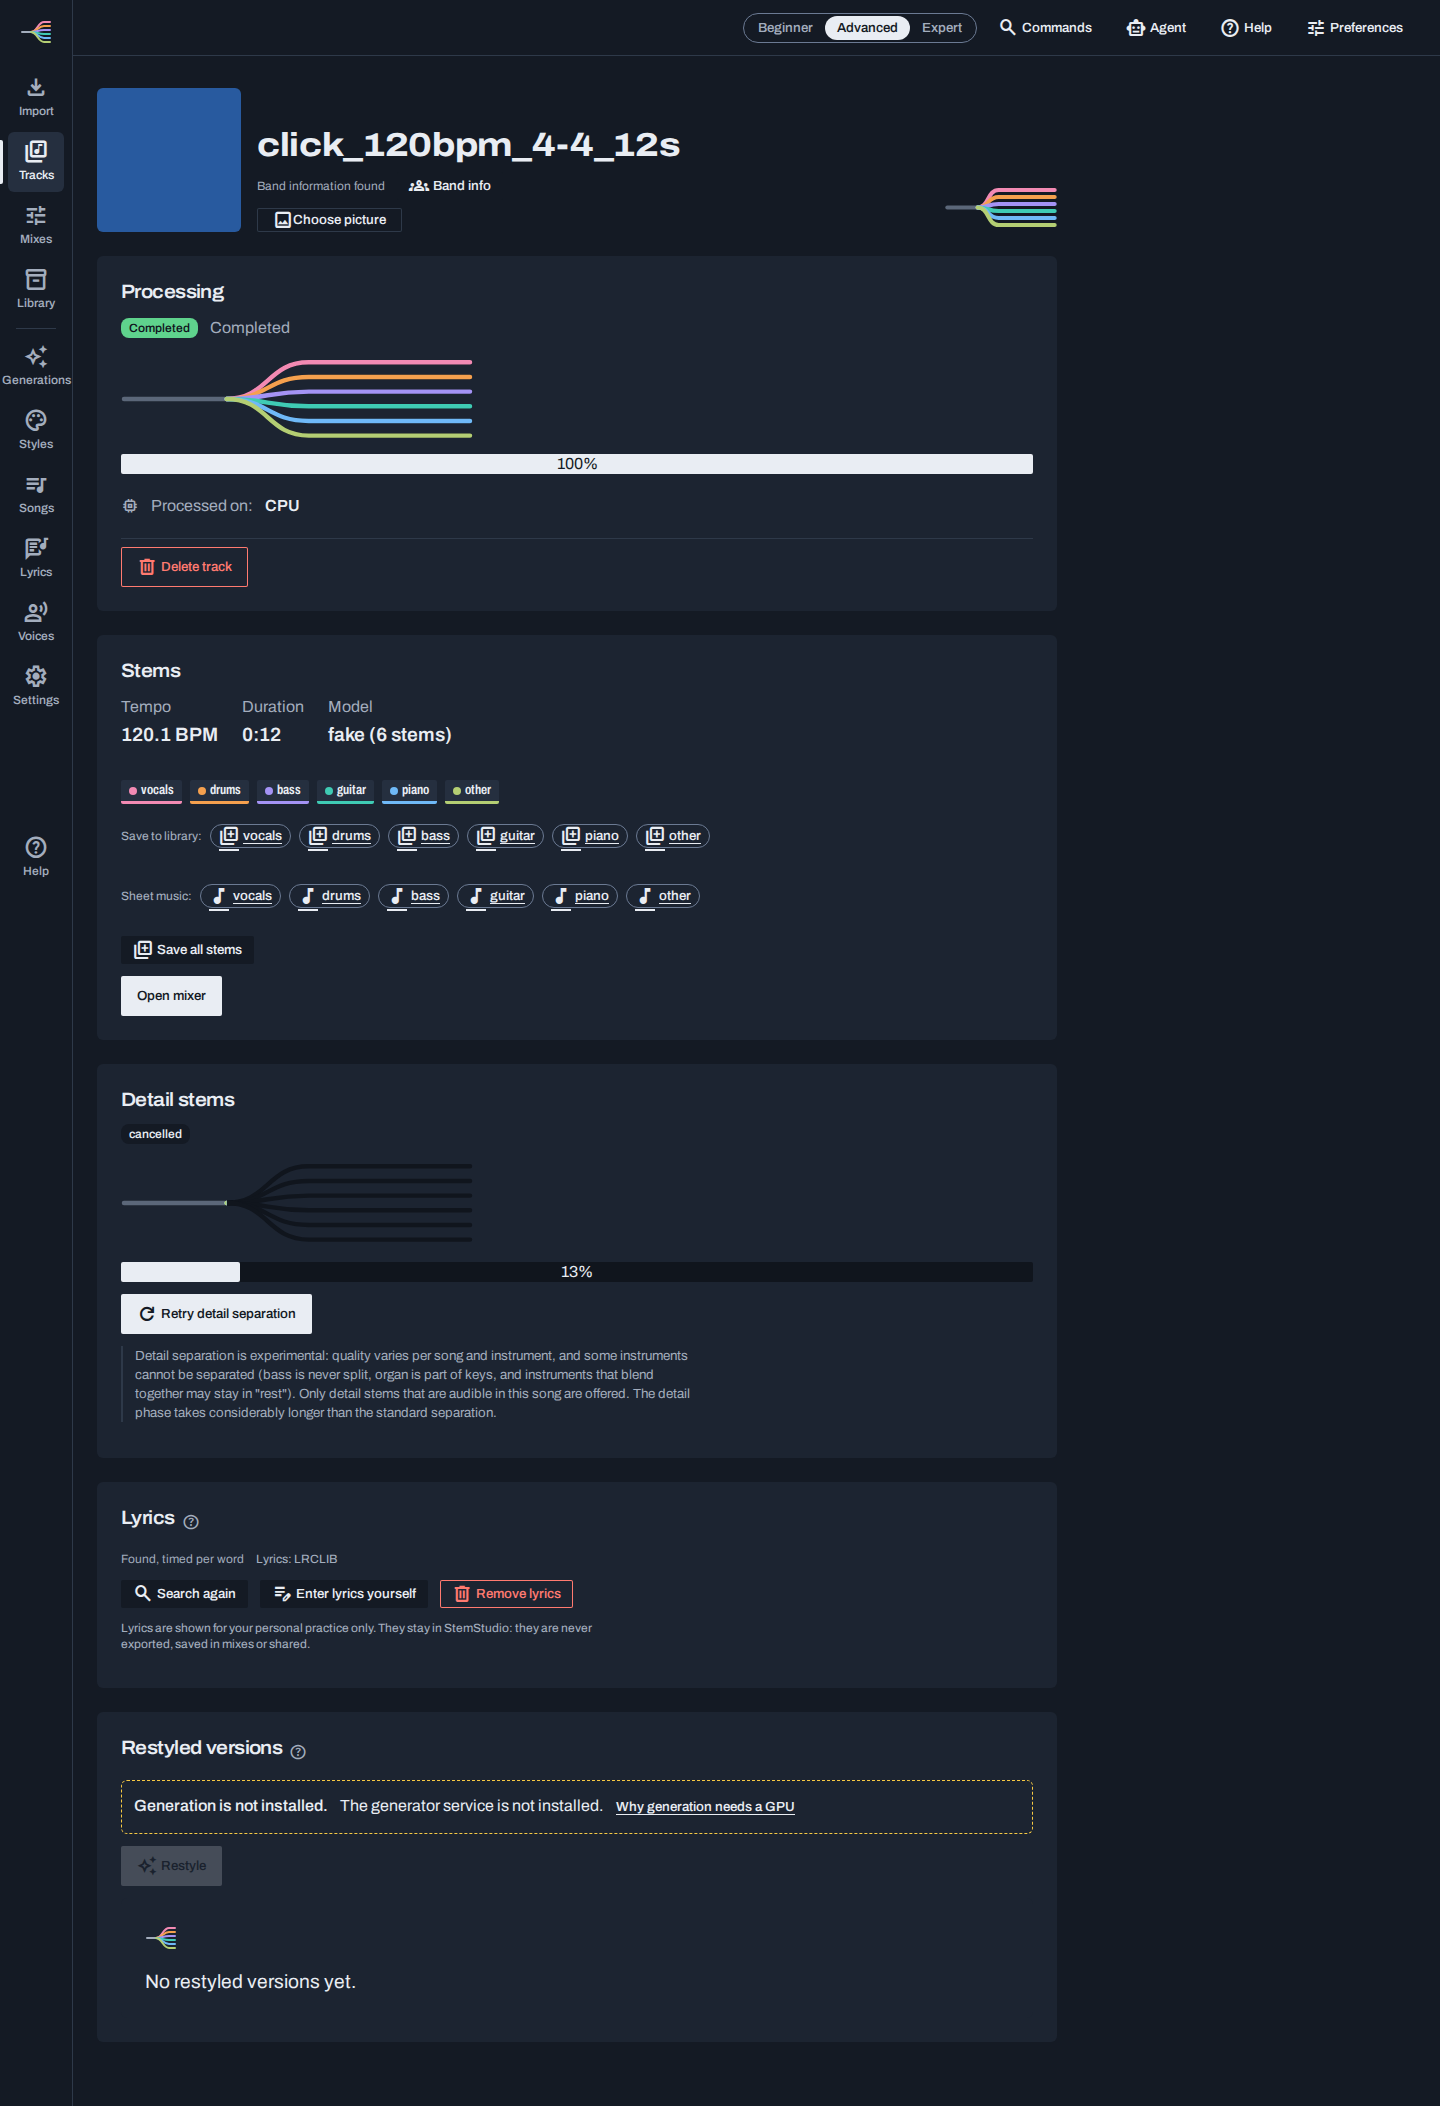 Beginner Advanced Expert Commands Agent Help Preferences
Import
Tracks
Mixes
Library
Generations
Styles
Songs
Lyrics
Voices
Settings
Help
click_120bpm_4-4_12s
Band information found Band info
Choose picture
Processing
Completed Completed
100%
Processed on: CPU
Delete track
Stems
Tempo Duration Model
120.1 BPM 0:12 fake (6 stems)
vocals drums bass guitar piano other
Save to library: vocals drums bass guitar piano other
Sheet music: vocals drums bass guitar piano other
Save all stems
Open mixer
Detail stems
cancelled
13%
Retry detail separation
Detail separation is experimental: quality varies per song and instrument, and some instruments
cannot be separated (bass is never split, organ is part of keys, and instruments that blend
together may stay in "rest"). Only detail stems that are audible in this song are offered. The detail
phase takes considerably longer than the standard separation.
Lyrics
Found, timed per word Lyrics: LRCLIB
Search again Enter lyrics yourself Remove lyrics
Lyrics are shown for your personal practice only. They stay in StemStudio: they are never
exported, saved in mixes or shared.
Restyled versions
Generation is not installed. The generator service is not installed. Why generation needs a GPU
Restyle
No restyled versions yet.